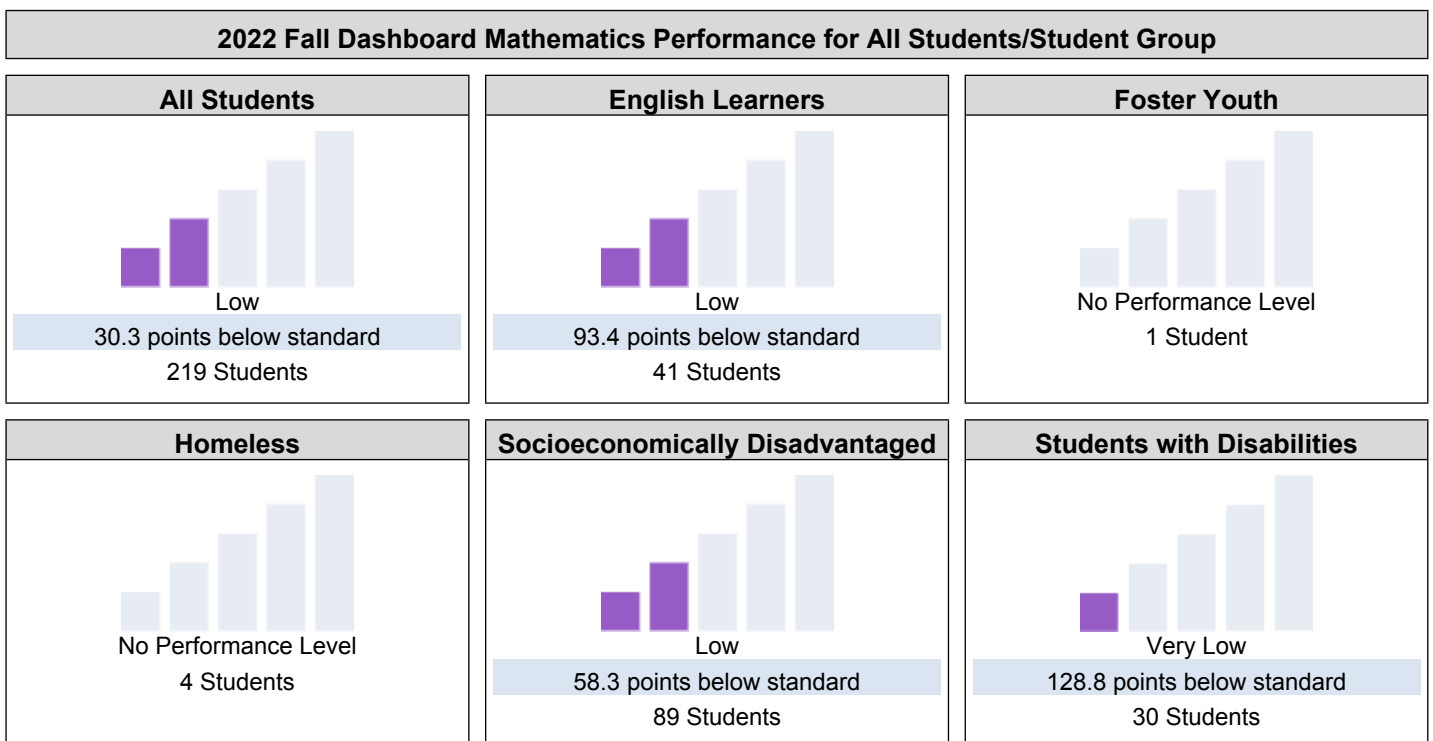 2022 Fall Dashboard Mathematics Performance for All Students/Student Group
All Students
Low
30.3 points below standard
219 Students
English Learners
Low
93.4 points below standard
41 Students
Foster Youth
No Performance Level
1 Student
Homeless
No Performance Level
4 Students
Socioeconomically Disadvantaged
Low
58.3 points below standard
89 Students
Students with Disabilities
Very Low
128.8 points below standard
30 Students